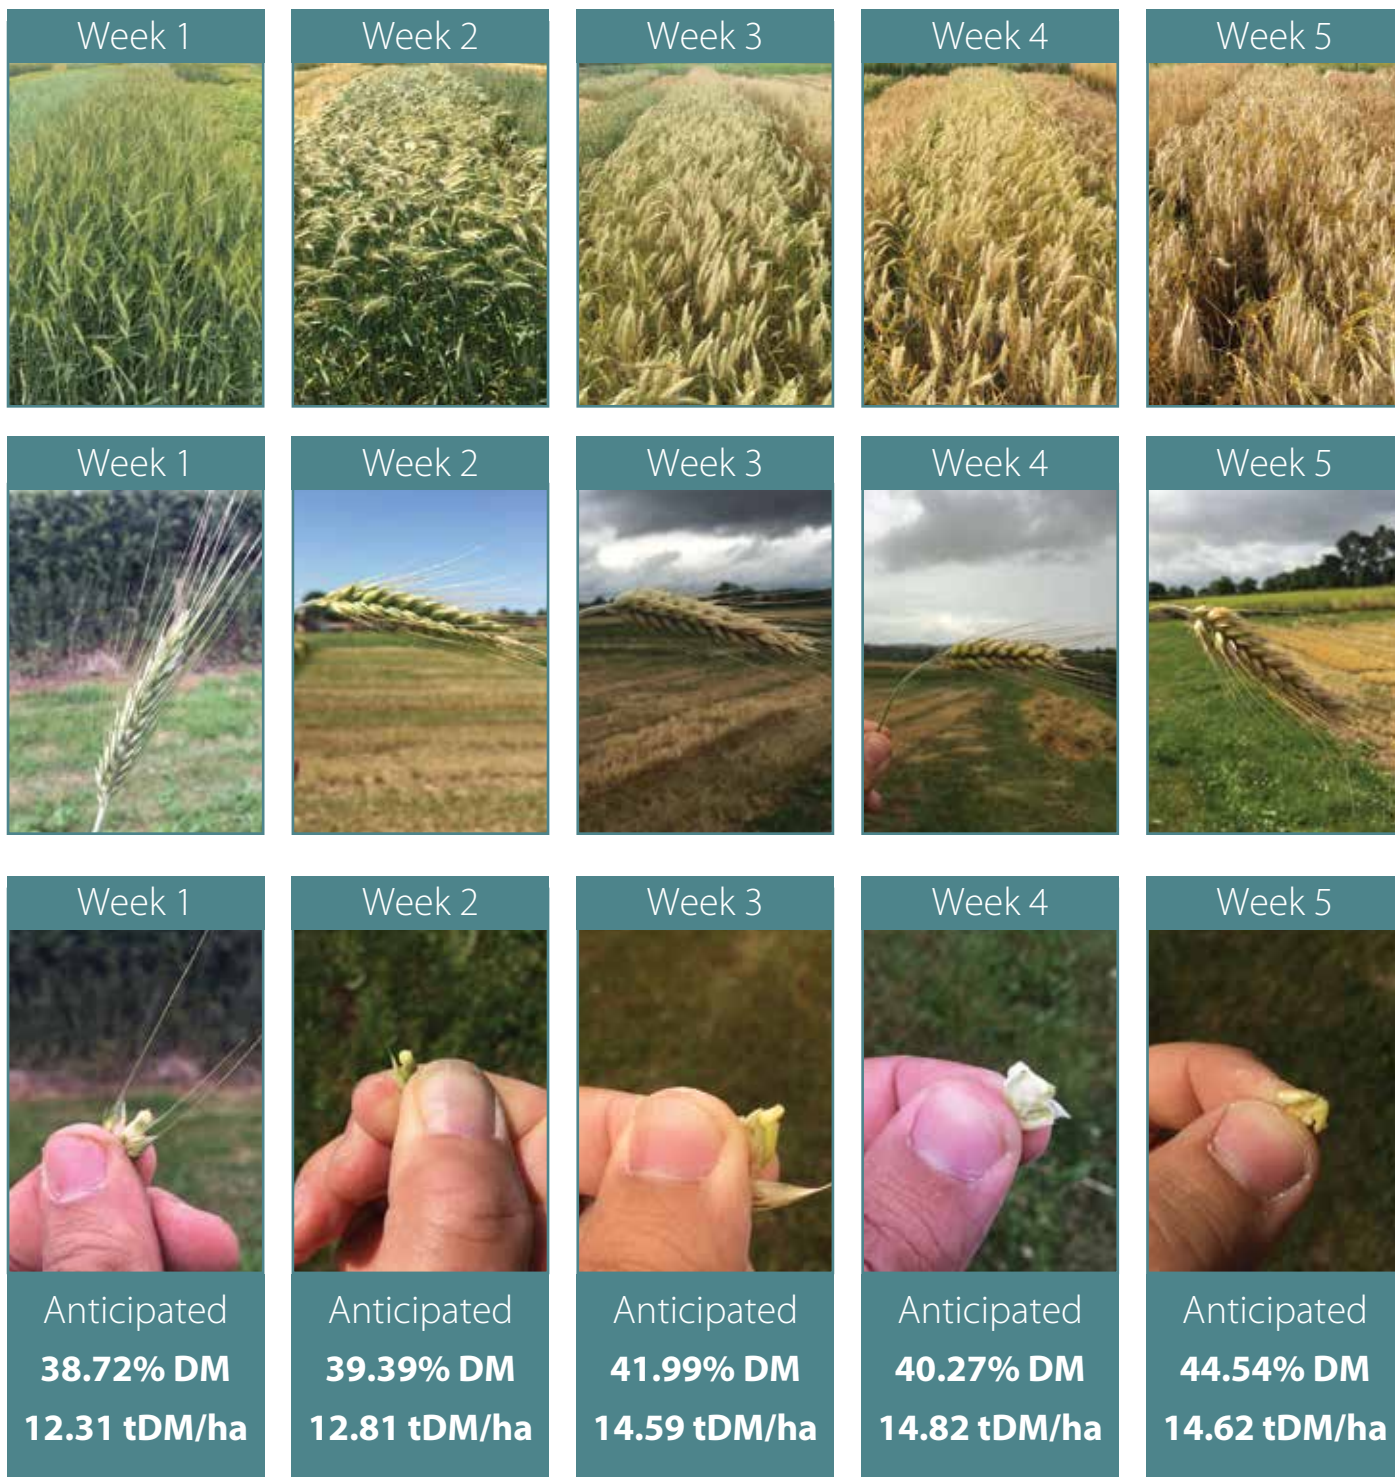 Week 1
Week 2
Week 3
Week 4
Week 5
Week 1
Week 2
Week 3
Week 4
Week 5
Week 1
Week 2
Week 3
Week 4
Week 5
Anticipated
38.72% DM
12.31 tDM/ha
Anticipated
39.39% DM
12.81 tDM/ha
Anticipated
41.99% DM
14.59 tDM/ha
Anticipated
40.27% DM
14.82 tDM/ha
Anticipated
44.54% DM
14.62 tDM/ha